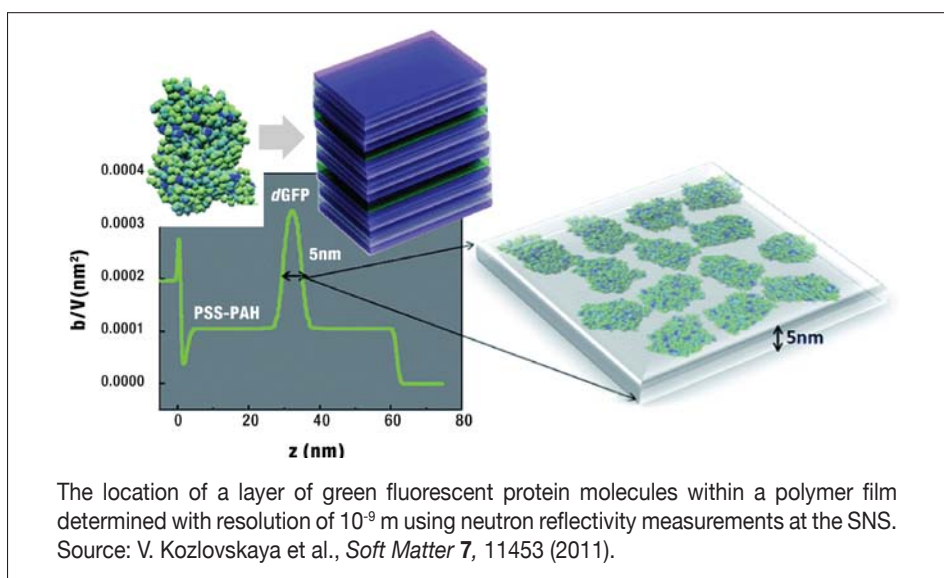 0.0004
dGFP
0.0003
5nm
0.0002
PSS-PAH
0.0001
0.0000
b/V(nm²)
0 20 40 60 80
z (nm)
5nm
The location of a layer of green fluorescent protein molecules within a polymer film
determined with resolution of 10⁻⁹ m using neutron reflectivity measurements at the SNS.
Source: V. Kozlovskaya et al., Soft Matter 7, 11453 (2011).